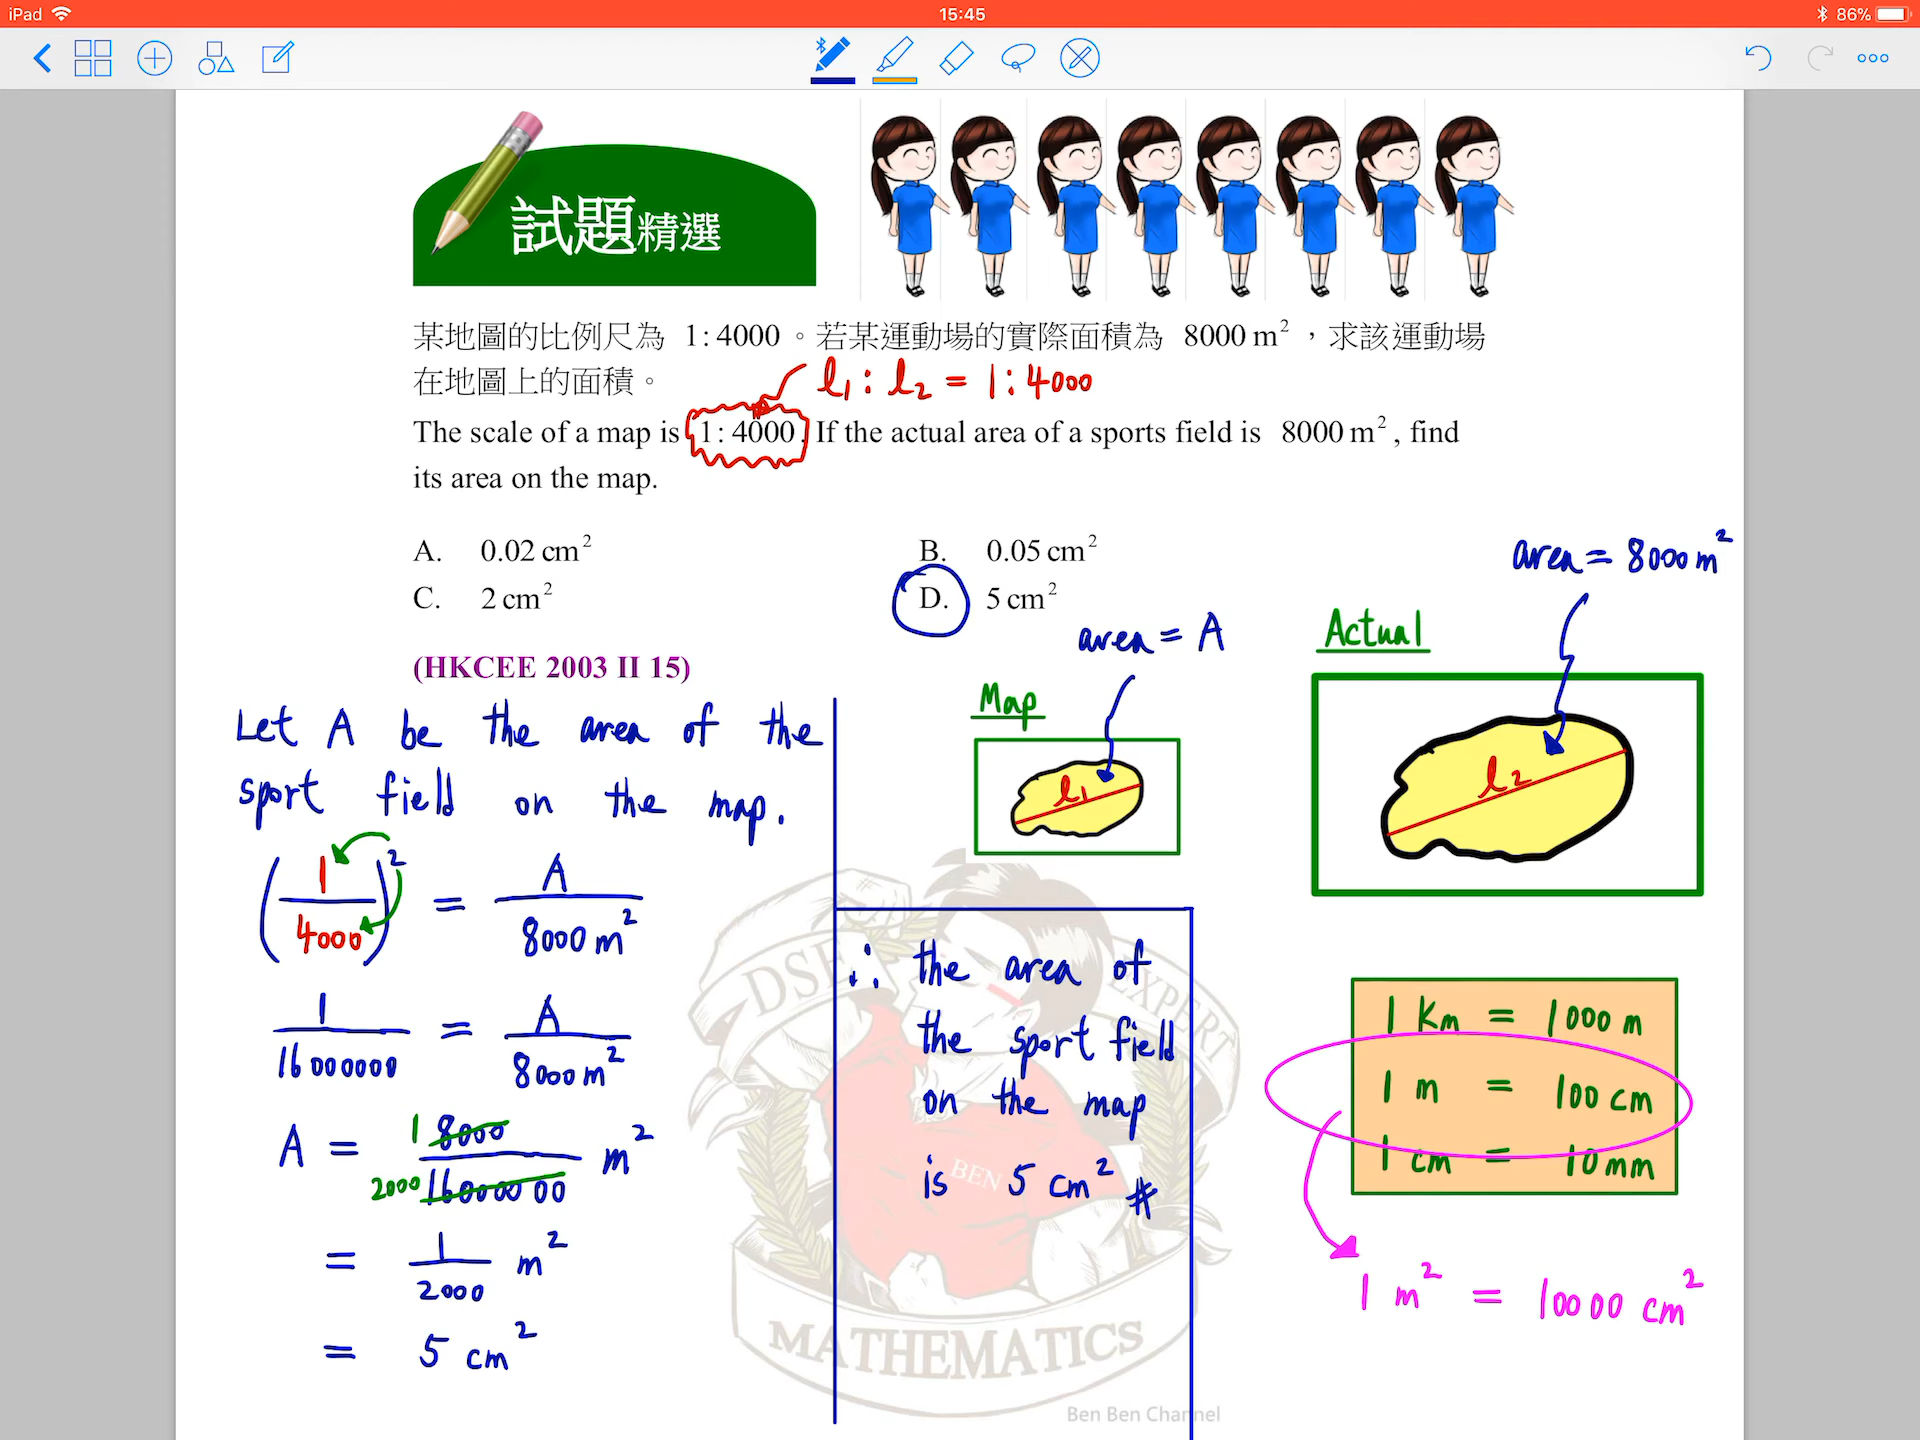 iPad 15:45 86%
試題精選
某地圖的比例尺為 1:4000。若某運動場的實際面積為 8000 m²,求該運動場
在地圖上的面積。
l₁ : l₂ = 1 : 4000
The scale of a map is 1:4000. If the actual area of a sports field is 8000 m², find
its area on the map.
A. 0.02 cm² B. 0.05 cm²
C. 2 cm² D. 5 cm²
(HKCEE 2003 II 15)
Let A be the area of the
sport field on the map.
(1/4000)² = A/8000 m²
1/16000000 = A/8000 m²
A = 8000/16000000 m²
1
2000
= 1/2000 m²
= 5 cm²
area = A
Map
l₁
area = 8000 m²
Actual
l₂
∴ the area of
the sport field
on the map
is 5 cm² #
1 Km = 1000 m
1 m = 100 cm
1 cm = 10 mm
1 m² = 10000 cm²
DSE EXPERT
BEN
MATHEMATICS
Ben Ben Channel